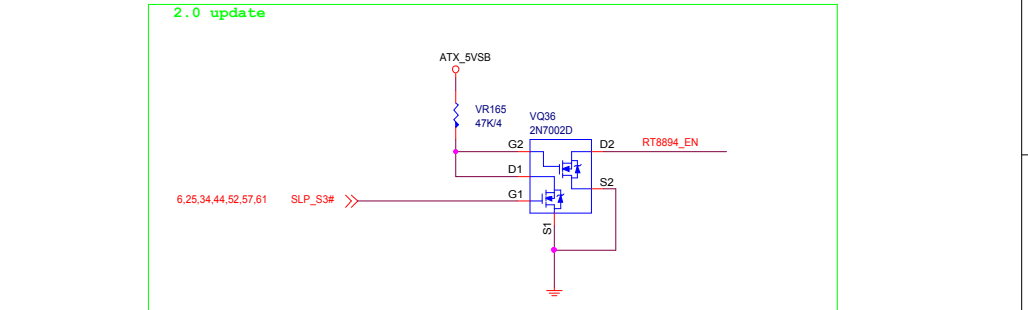 2.0 update
ATX_5VSB
VR165
47K/4
VQ36
2N7002D
G2
D2
RT8894_EN
D1
S2
6,25,34,44,52,57,61
SLP_S3#
G1
S1